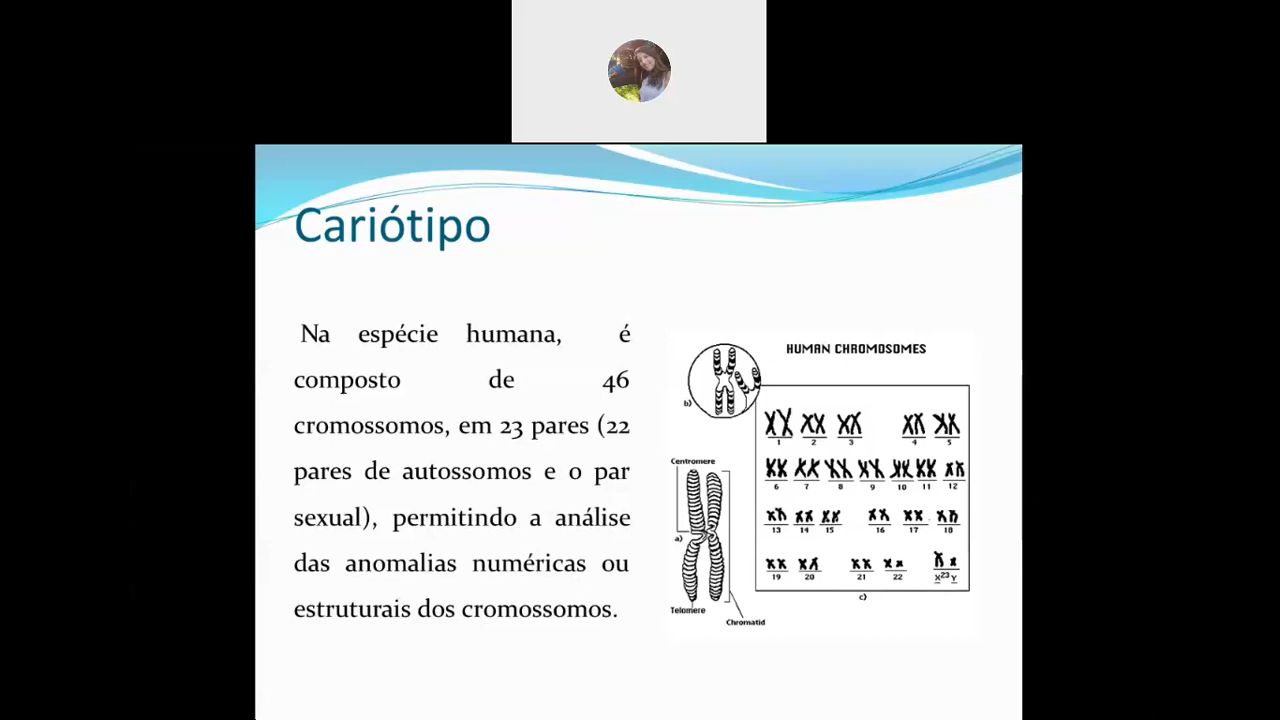 Cariótipo
Na espécie humana, é
composto de 46
cromossomos, em 23 pares (22
pares de autossomos e o par
sexual), permitindo a análise
das anomalias numéricas ou
estruturais dos cromossomos.
HUMAN CHROMOSOMES
b)
1 2 3 4 5
Centromere
6 7 8 9 10 11 12
13 14 15 16 17 18
a)
19 20 21 22 X 23 Y
c)
Telomere
Chromatid